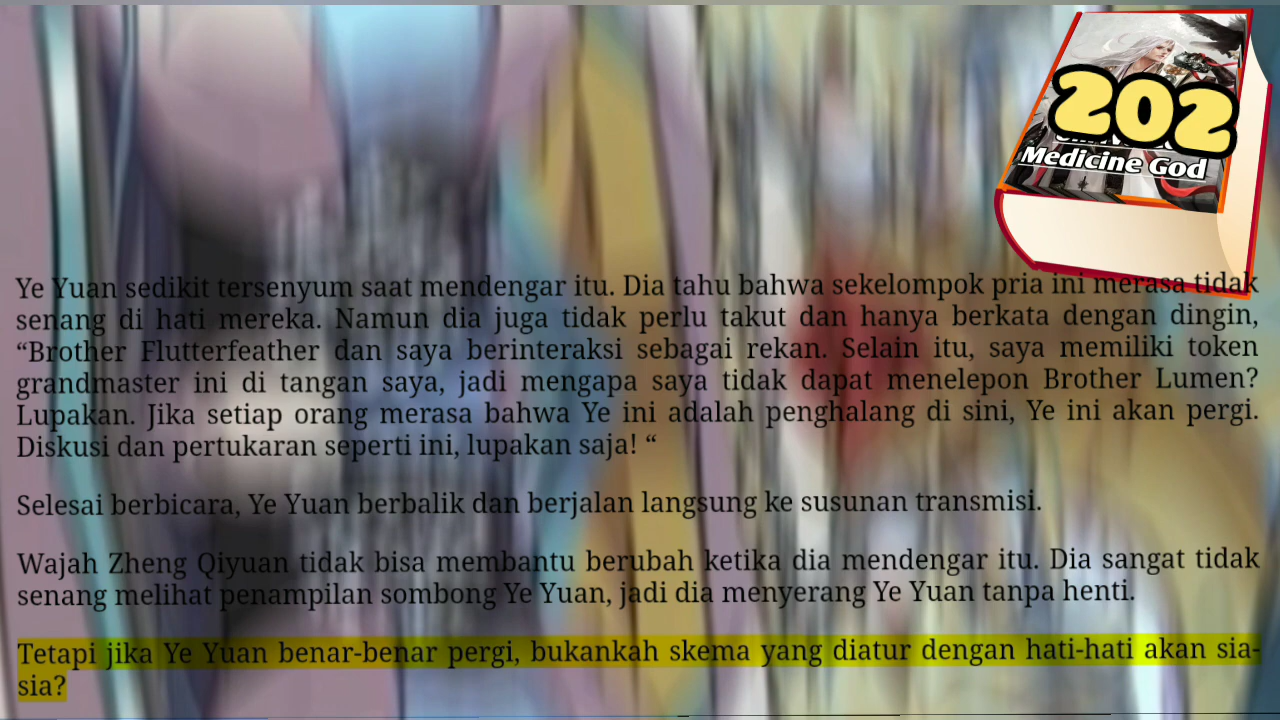 202
Medicine God
Ye Yuan sedikit tersenyum saat mendengar itu. Dia tahu bahwa sekelompok pria ini merasa tidak
senang di hati mereka. Namun dia juga tidak perlu takut dan hanya berkata dengan dingin,
“Brother Flutterfeather dan saya berinteraksi sebagai rekan. Selain itu, saya memiliki token
grandmaster ini di tangan saya, jadi mengapa saya tidak dapat menelepon Brother Lumen?
Lupakan. Jika setiap orang merasa bahwa Ye ini adalah penghalang di sini, Ye ini akan pergi.
Diskusi dan pertukaran seperti ini, lupakan saja! “
Selesai berbicara, Ye Yuan berbalik dan berjalan langsung ke susunan transmisi.
Wajah Zheng Qiyuan tidak bisa membantu berubah ketika dia mendengar itu. Dia sangat tidak
senang melihat penampilan sombong Ye Yuan, jadi dia menyerang Ye Yuan tanpa henti.
Tetapi jika Ye Yuan benar-benar pergi, bukankah skema yang diatur dengan hati-hati akan sia-
sia?